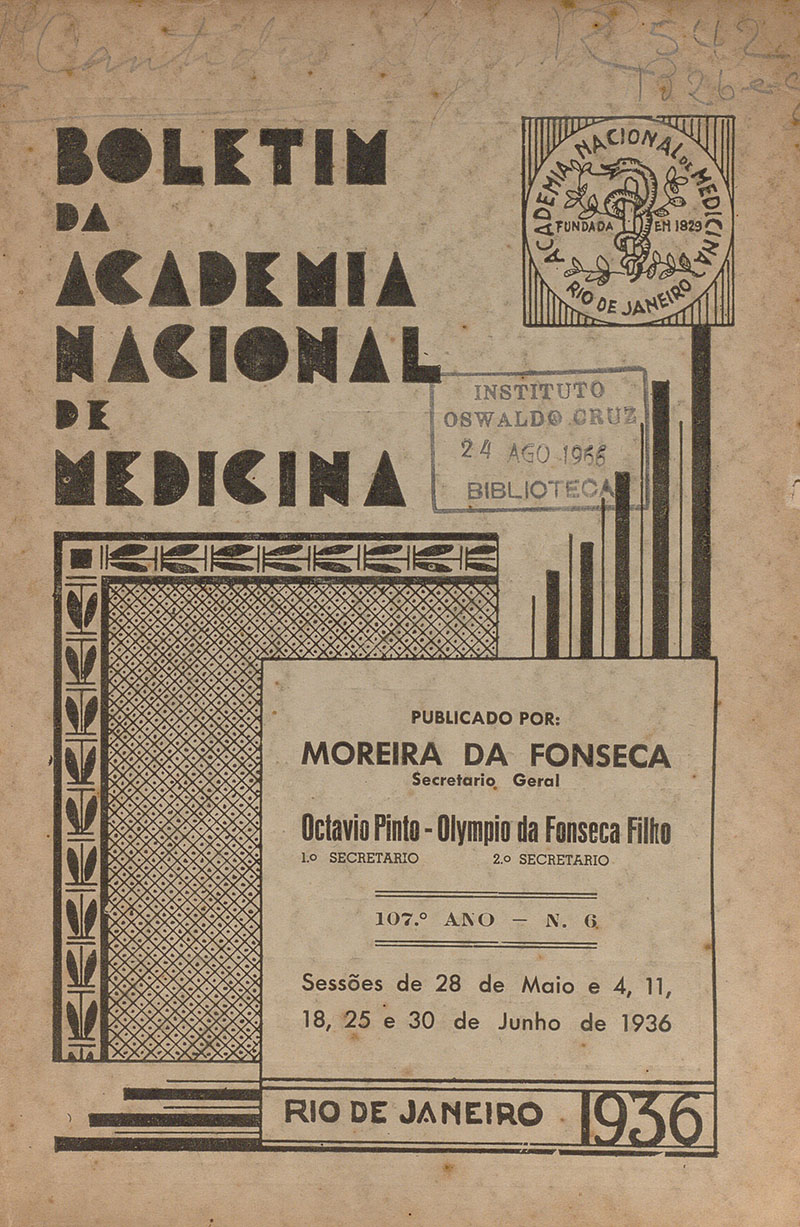 Cantidio
R 542
BOLETIM
DA
ACADEMIA
NACIONAL
DE
MEDICINA
ACADEMIA NACIONAL DE MEDICINA
FUNDADA EM 1829
RIO DE JANEIRO
INSTITUTO
OSWALDO CRUZ
24 AGO
BIBLIOTECA
PUBLICADO POR:
MOREIRA DA FONSECA
Secretario Geral
Octavio Pinto - Olympio da Fonseca Filho
1.o SECRETARIO 2.o SECRETARIO
107.º ANO — N. 6
Sessões de 28 de Maio e 4, 11,
18, 25 e 30 de Junho de 1936
RIO DE JANEIRO 1936